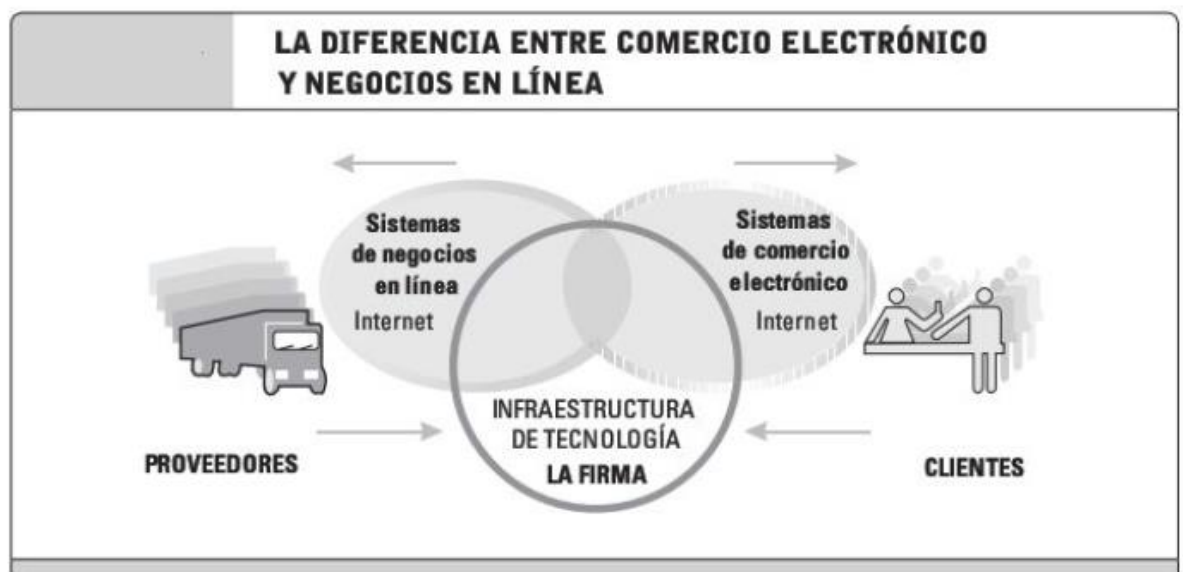 LA DIFERENCIA ENTRE COMERCIO ELECTRÓNICO
Y NEGOCIOS EN LÍNEA
Sistemas
de negocios
en línea
Internet
Sistemas
de comercio
electrónico
Internet
INFRAESTRUCTURA
DE TECNOLOGÍA
LA FIRMA
PROVEEDORES
CLIENTES